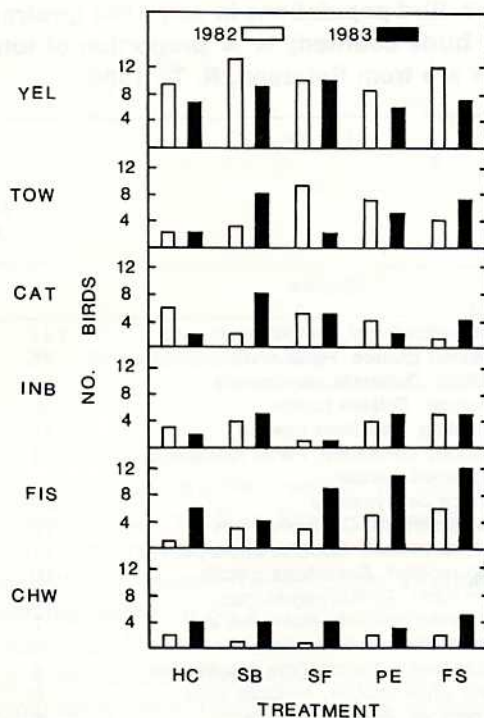 1982 1983
12
YEL 8
4
12
TOW 8
4
12
CAT 8
4
NO. BIRDS
12
INB 8
4
12
FIS 8
4
12
CHW 8
4
HC SB SF PE FS
TREATMENT